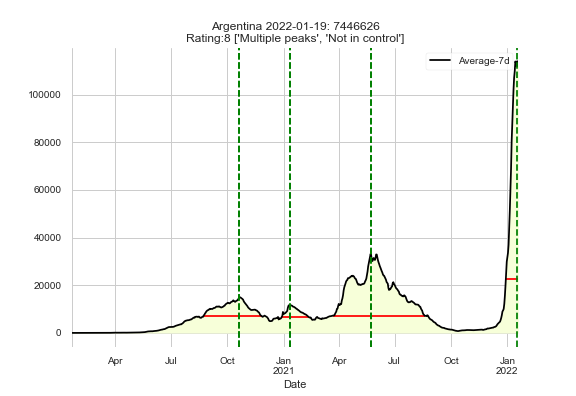 Argentina 2022-01-19: 7446626
Rating:8 ['Multiple peaks', 'Not in control']
Average-7d
100000
80000
60000
40000
20000
0
Apr Jul Oct Jan Apr Jul Oct Jan
2021 2022
Date